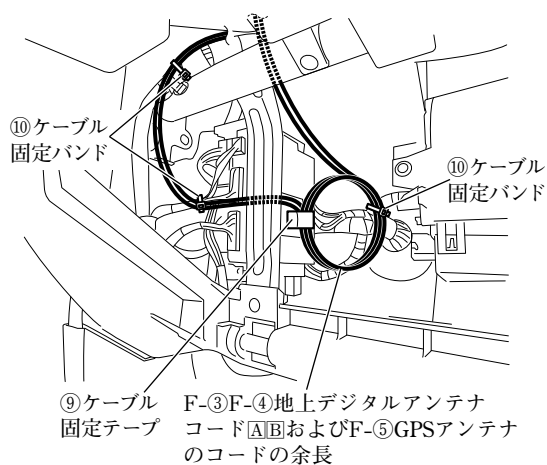 ⑩ケーブル
固定バンド
⑩ケーブル
固定バンド
⑨ケーブル
固定テープ
F-③F-④地上デジタルアンテナ
コード🄰🄱およびF-⑤GPSアンテナ
のコードの余長